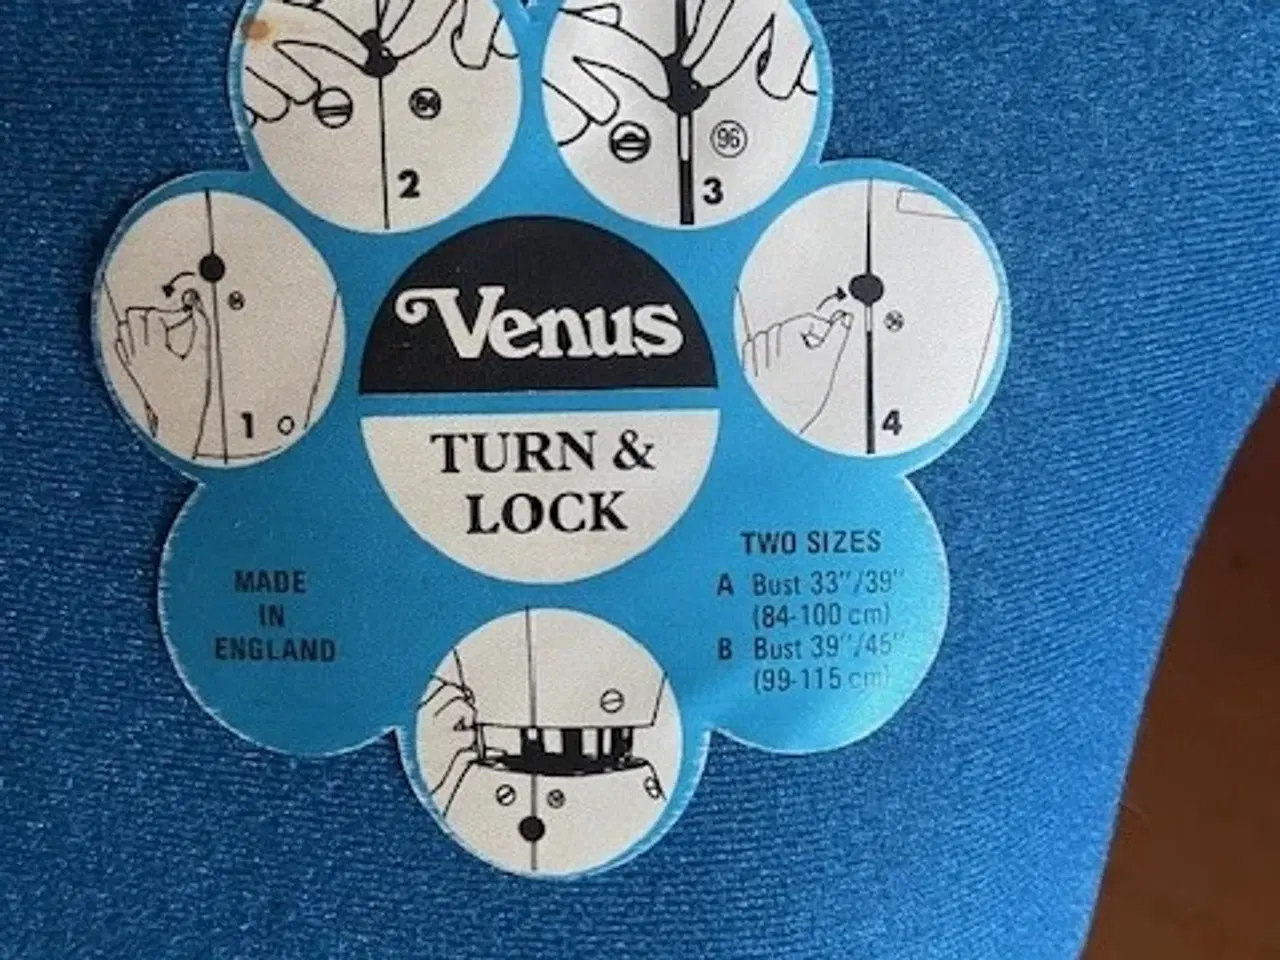 2
96
3
1
Venus
4
TURN &
LOCK
TWO SIZES
A Bust 33"/39"
(84-100 cm)
B Bust 39"/45"
(99-115 cm)
MADE
IN
ENGLAND